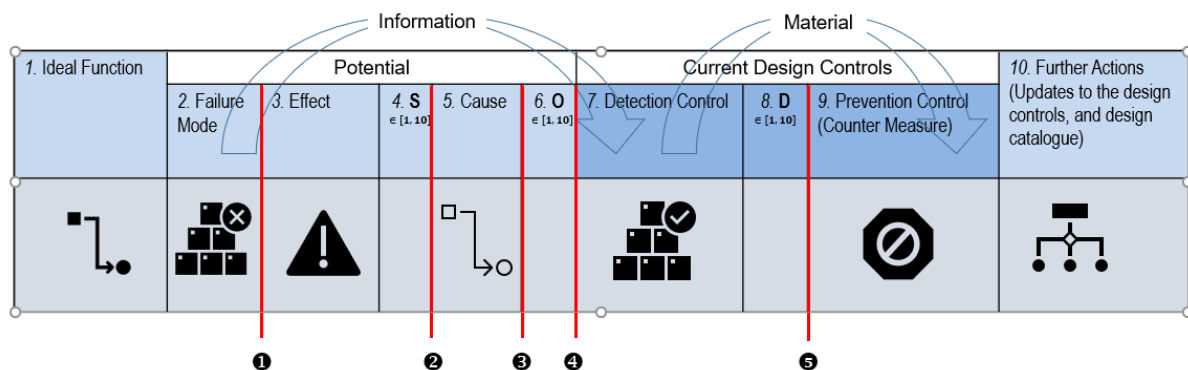 Information
Material
1. Ideal Function
Potential
Current Design Controls
10. Further Actions
(Updates to the design
controls, and design
catalogue)
2. Failure
Mode
3. Effect
4. S
∈ [1, 10]
5. Cause
6. O
∈ [1, 10]
7. Detection Control
8. D
∈ [1, 10]
9. Prevention Control
(Counter Measure)
❶
❷
❸
❹
❺